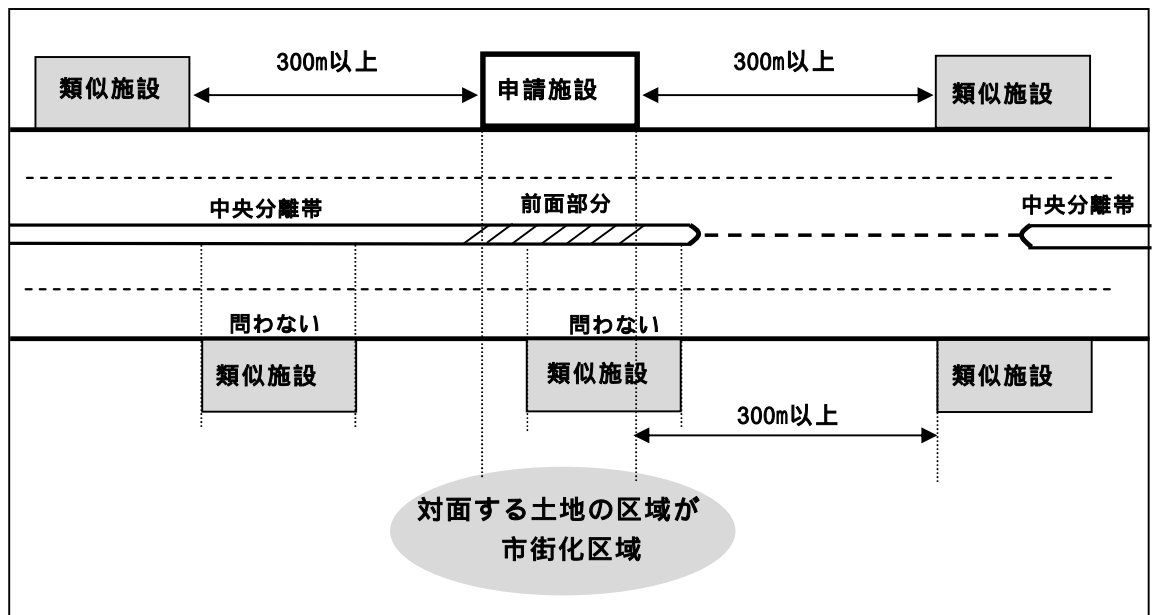 300m以上
300m以上
類似施設
申請施設
類似施設
中央分離帯
前面部分
中央分離帯
問わない
問わない
類似施設
類似施設
類似施設
300m以上
対面する土地の区域が
市街化区域